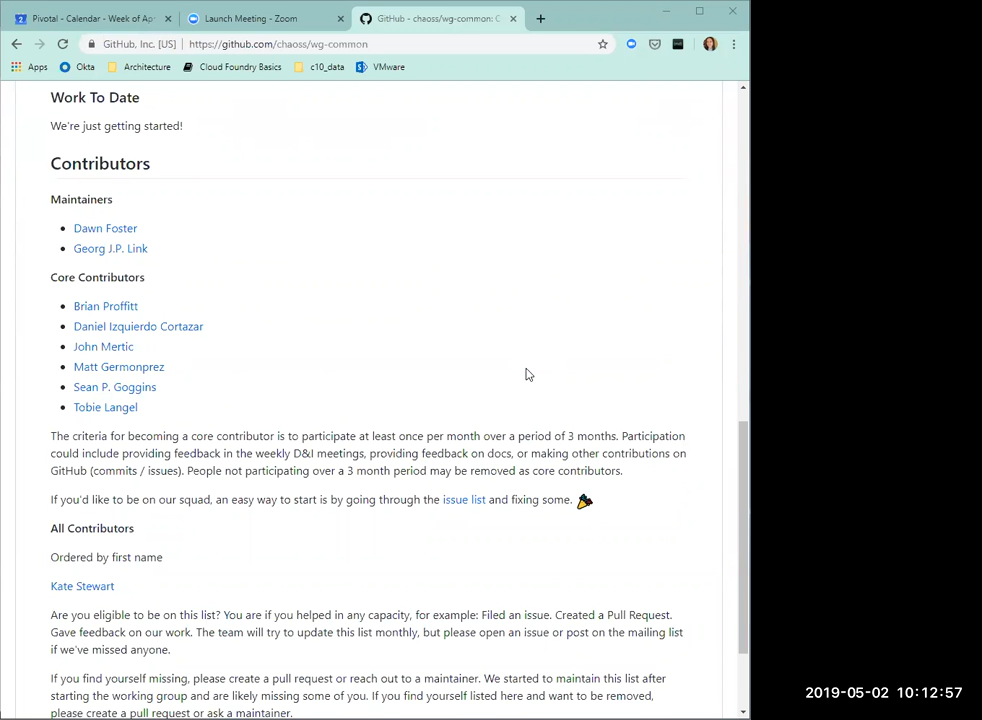 Pivotal - Calendar - Week of Ap
Launch Meeting - Zoom
GitHub - chaoss/wg-common: C
GitHub, Inc. [US] | https://github.com/chaoss/wg-common
Apps Okta Architecture Cloud Foundry Basics c10_data VMware
Work To Date
We're just getting started!
Contributors
Maintainers
Dawn Foster
Georg J.P. Link
Core Contributors
Brian Proffitt
Daniel Izquierdo Cortazar
John Mertic
Matt Germonprez
Sean P. Goggins
Tobie Langel
The criteria for becoming a core contributor is to participate at least once per month over a period of 3 months. Participation
could include providing feedback in the weekly D&I meetings, providing feedback on docs, or making other contributions on
GitHub (commits / issues). People not participating over a 3 month period may be removed as core contributors.
If you'd like to be on our squad, an easy way to start is by going through the issue list and fixing some.
All Contributors
Ordered by first name
Kate Stewart
Are you eligible to be on this list? You are if you helped in any capacity, for example: Filed an issue. Created a Pull Request.
Gave feedback on our work. The team will try to update this list monthly, but please open an issue or post on the mailing list
if we've missed anyone.
If you find yourself missing, please create a pull request or reach out to a maintainer. We started to maintain this list after
starting the working group and are likely missing some of you. If you find yourself listed here and want to be removed,
please create a pull request or ask a maintainer.
2019-05-02 10:12:57